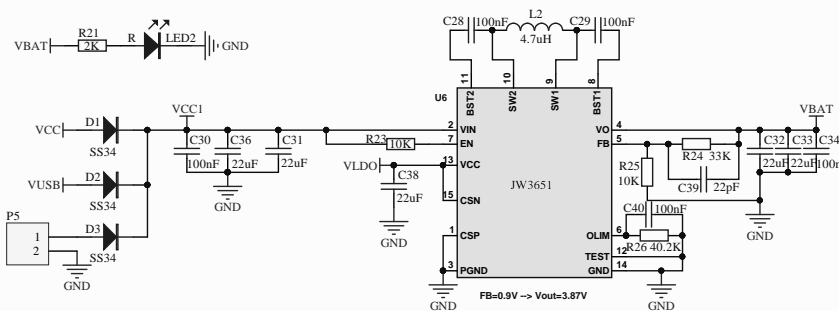 C28
100nF
L2
4.7uH
C29
100nF
VBAT
R21
2K
R
LED2
GND
11
10
9
8
U6
BST2
SW2
SW1
BST1
VCC
D1
SS34
VCC1
C30
100nF
C36
22uF
C31
22uF
GND
R23
10K
2 VIN
7 EN
13 VCC
15 CSN
1 CSP
3 PGND
JW3651
VO 4
FB 5
OLIM 6
TEST 12
GND 14
VBAT
R24 33K
C32
22uF
C33
22uF
C34
100n
R25
10K
C39 22pF
GND
VLDO
C38
22uF
GND
VUSB
D2
SS34
P5
1
2
D3
SS34
GND
C40
100nF
R26 40.2K
GND
GND
FB=0.9V --> Vout=3.87V